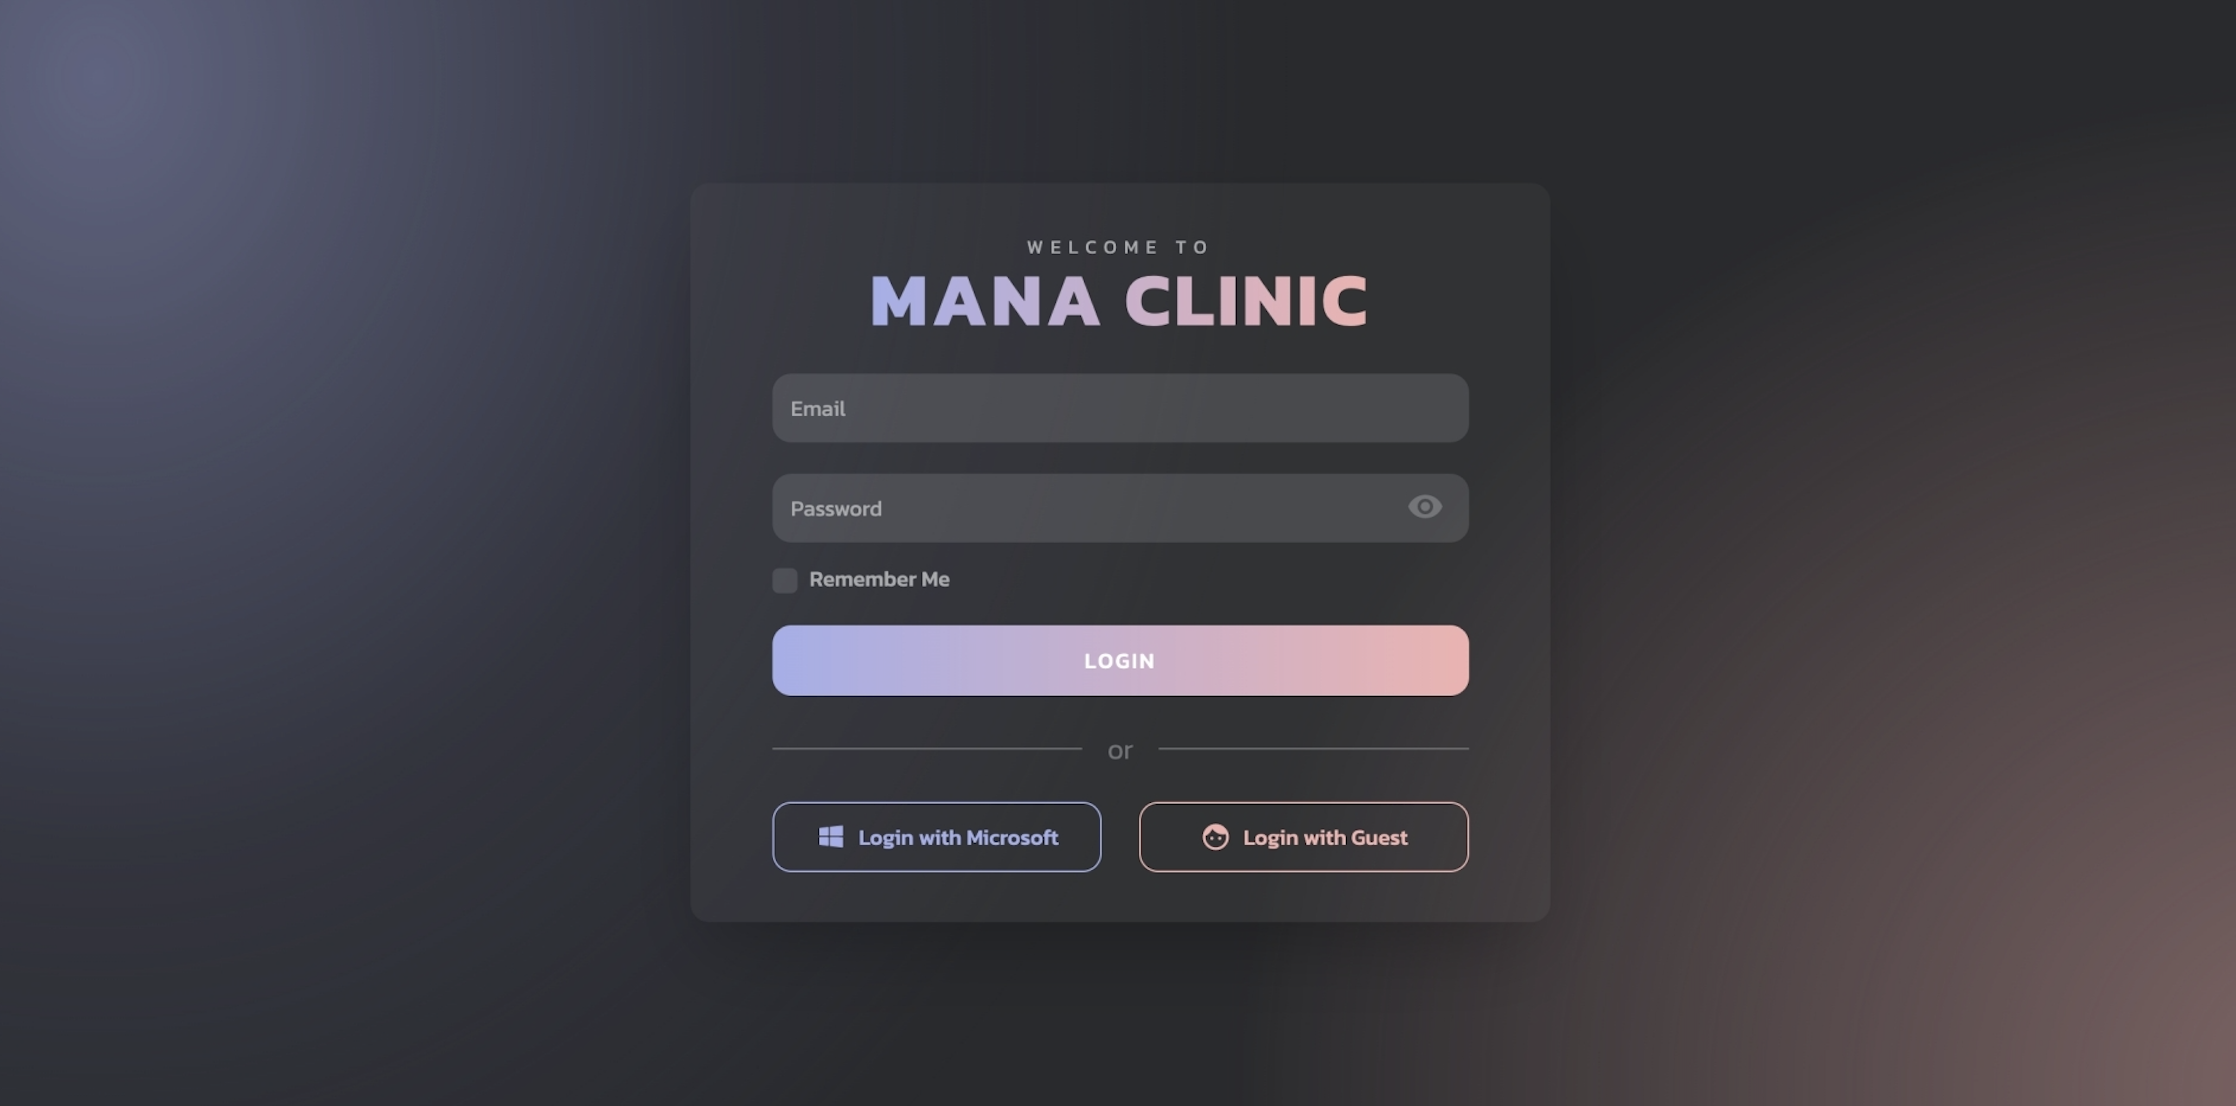 WELCOME TO
MANA CLINIC
Email
Password
Remember Me
LOGIN
or
Login with Microsoft
Login with Guest